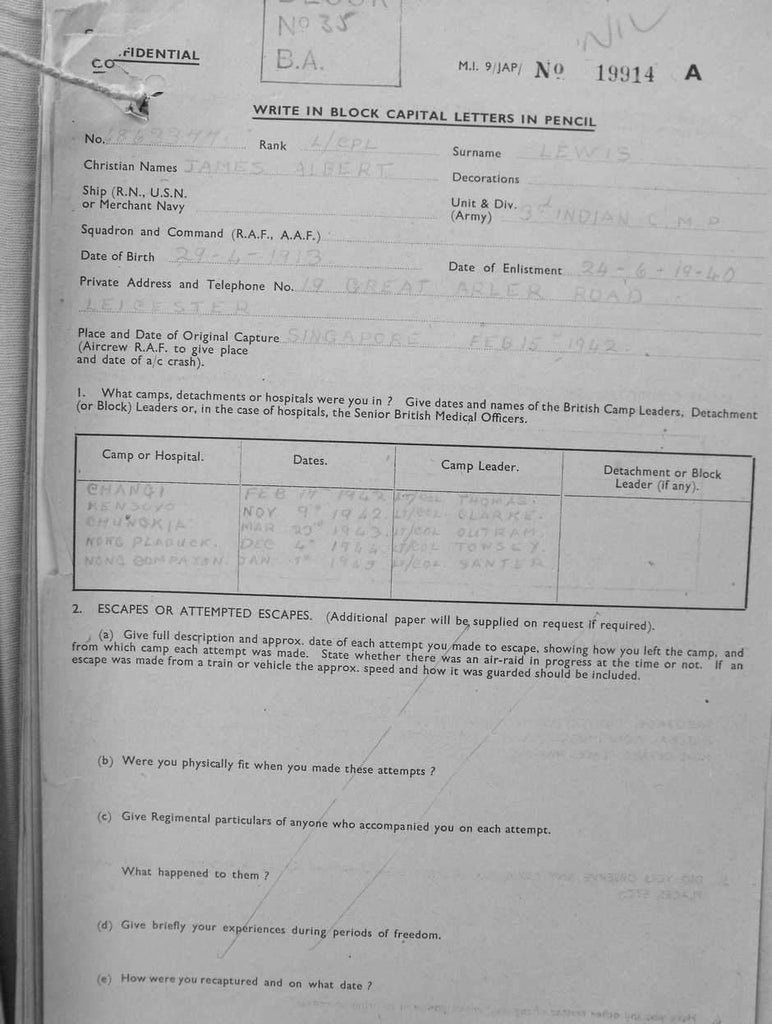 No 35
B.A.
FIDENTIAL
CO
M.I. 9/JAP/ No 19914 A
WRITE IN BLOCK CAPITAL LETTERS IN PENCIL
No. Rank L/CPL Surname LEWIS
Christian Names JAMES ALBERT Decorations
Ship (R.N., U.S.N. or Merchant Navy
Unit & Div. (Army) 3rd INDIAN C.M.P
Squadron and Command (R.A.F., A.A.F.)
Date of Birth 29-4-1913 Date of Enlistment 24-6-19-40
Private Address and Telephone No. 19 GREAT ARLER ROAD
LEICESTER
Place and Date of Original Capture SINGAPORE FEB 15 1942
(Aircrew R.A.F. to give place
and date of a/c crash).
1. What camps, detachments or hospitals were you in ? Give dates and names of the British Camp Leaders, Detachment
(or Block) Leaders or, in the case of hospitals, the Senior British Medical Officers.
Camp or Hospital. Dates. Camp Leader. Detachment or Block Leader (if any).
CHANGI FEB 17 1942 LT/COL THOMAS.
NOV 9th 1942 LT/COL CLARKE.
CHUNGKIA MAR 1943 LT/COL OUTRAM.
NONG PLADUCK. DEC 4th 1944 LT/COL TOWSEY.
NONG JAN 1945 LT/COL
2. ESCAPES OR ATTEMPTED ESCAPES. (Additional paper will be supplied on request if required).
(a) Give full description and approx. date of each attempt you made to escape, showing how you left the camp, and
from which camp each attempt was made. State whether there was an air-raid in progress at the time or not. If an
escape was made from a train or vehicle the approx. speed and how it was guarded should be included.
(b) Were you physically fit when you made these attempts ?
(c) Give Regimental particulars of anyone who accompanied you on each attempt.
What happened to them ?
(d) Give briefly your experiences during periods of freedom.
(e) How were you recaptured and on what date ?